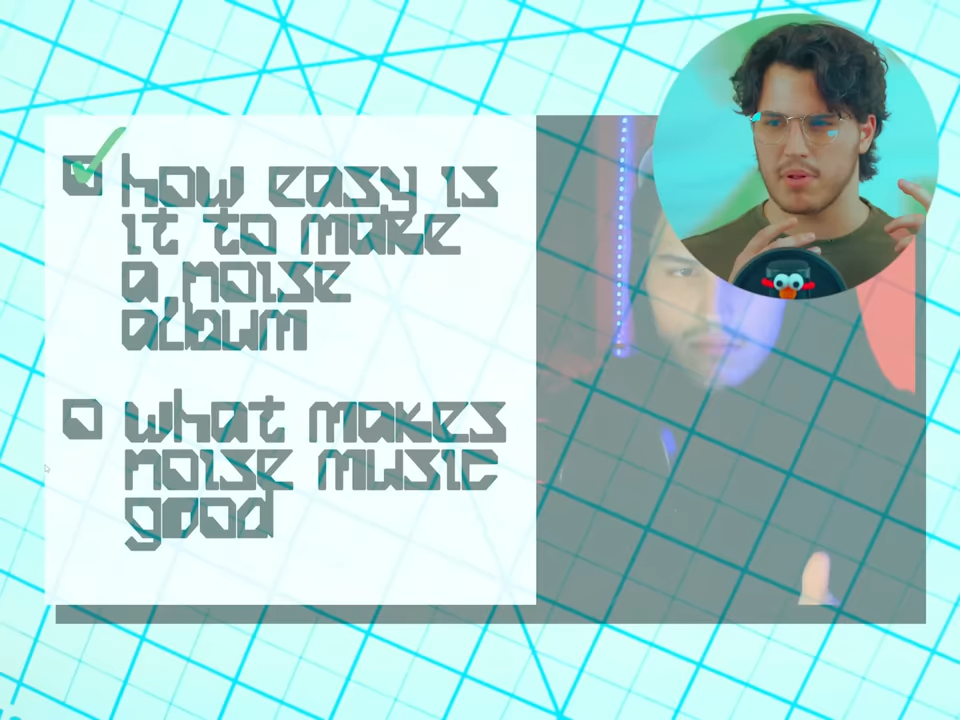 how easy is
it to make
a noise
album
what makes
noise music
good